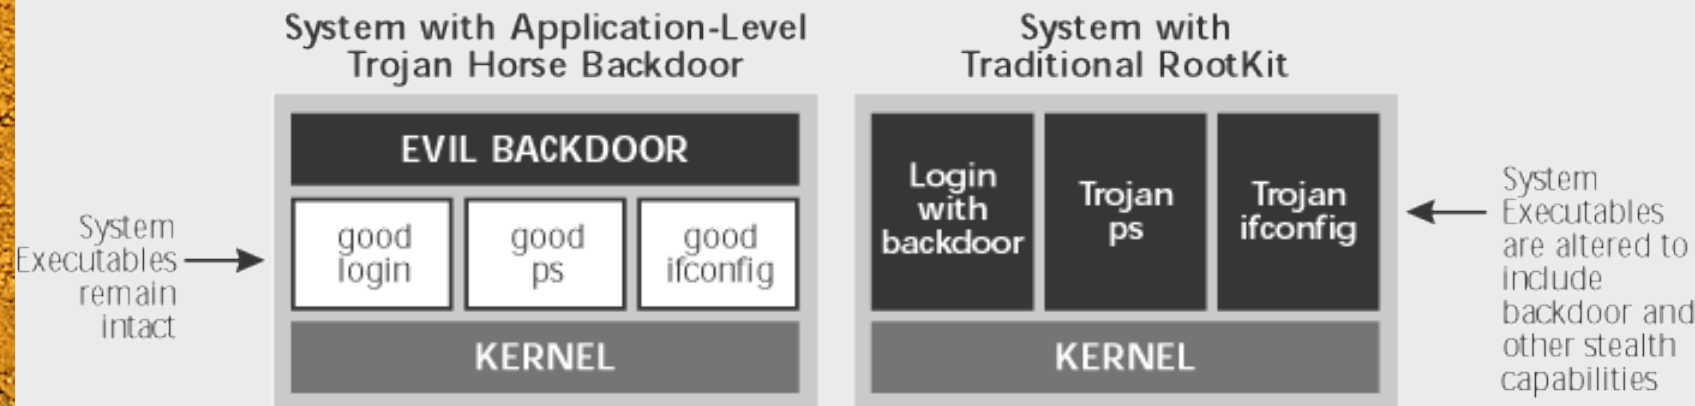 System with Application-Level
Trojan Horse Backdoor
System
Executables
remain
intact
EVIL BACKDOOR
good
login
good
ps
good
ifconfig
KERNEL
System with
Traditional RootKit
Login
with
backdoor
Trojan
ps
Trojan
ifconfig
KERNEL
System
Executables
are altered to
include
backdoor and
other stealth
capabilities